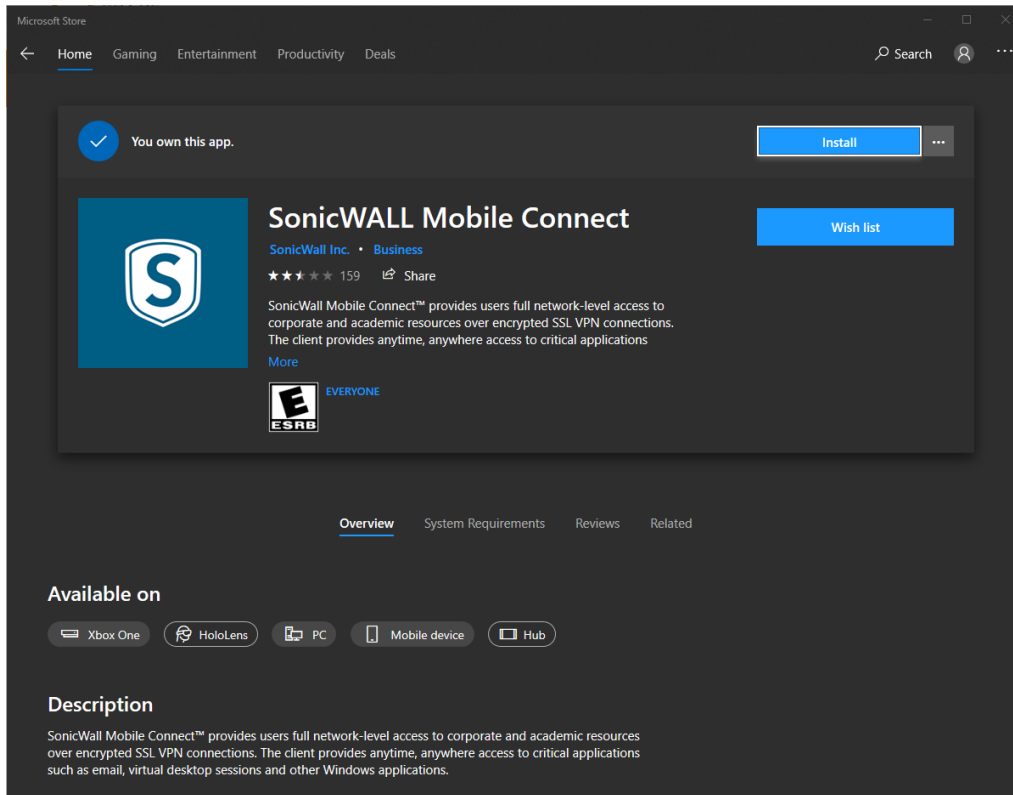 Microsoft Store
Home Gaming Entertainment Productivity Deals Search
You own this app.
Install
SonicWALL Mobile Connect
Wish list
SonicWall Inc. • Business
159 Share
SonicWall Mobile Connect™ provides users full network-level access to
corporate and academic resources over encrypted SSL VPN connections.
The client provides anytime, anywhere access to critical applications
More
S
E
ESRB
EVERYONE
Overview System Requirements Reviews Related
Available on
Xbox One HoloLens PC Mobile device Hub
Description
SonicWall Mobile Connect™ provides users full network-level access to corporate and academic resources
over encrypted SSL VPN connections. The client provides anytime, anywhere access to critical applications
such as email, virtual desktop sessions and other Windows applications.